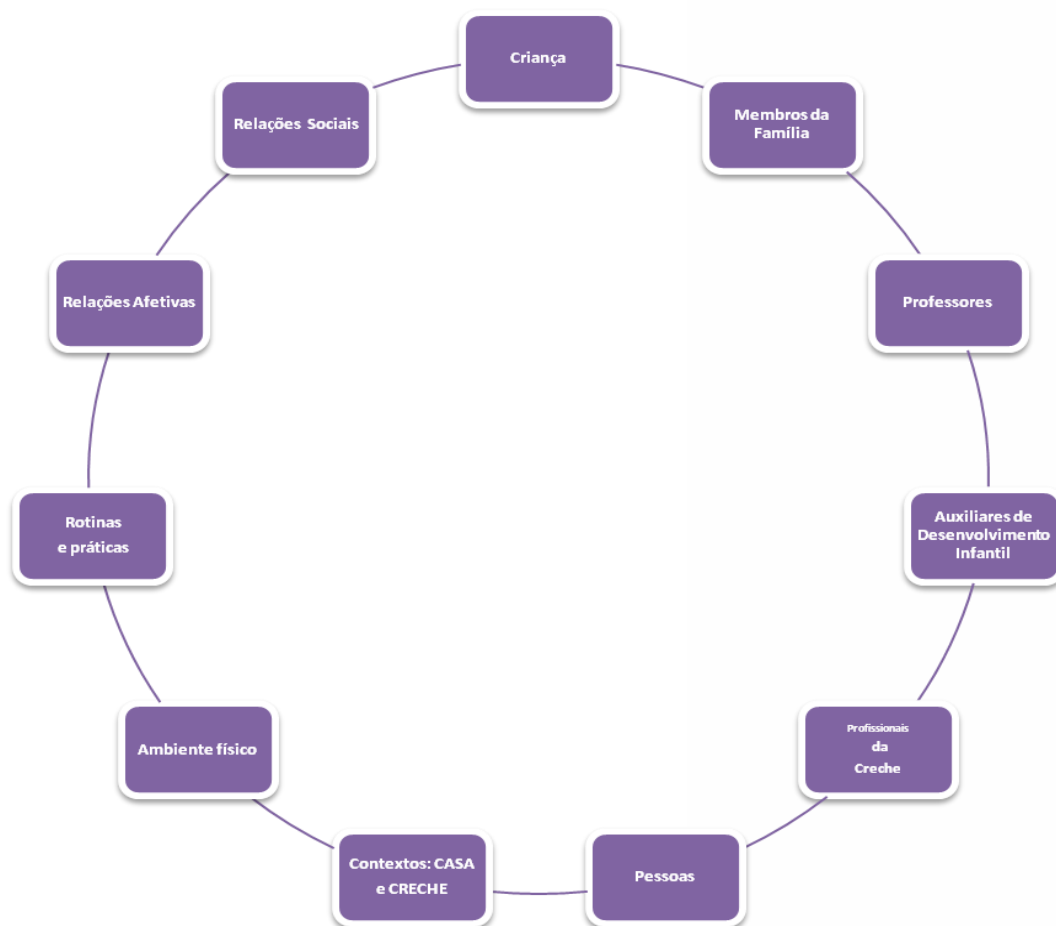 Criança
Membros da
Família
Professores
Auxiliares de
Desenvolvimento
Infantil
Profissionais
da
Creche
Pessoas
Contextos: CASA
e CRECHE
Ambiente físico
Rotinas
e práticas
Relações Afetivas
Relações Sociais